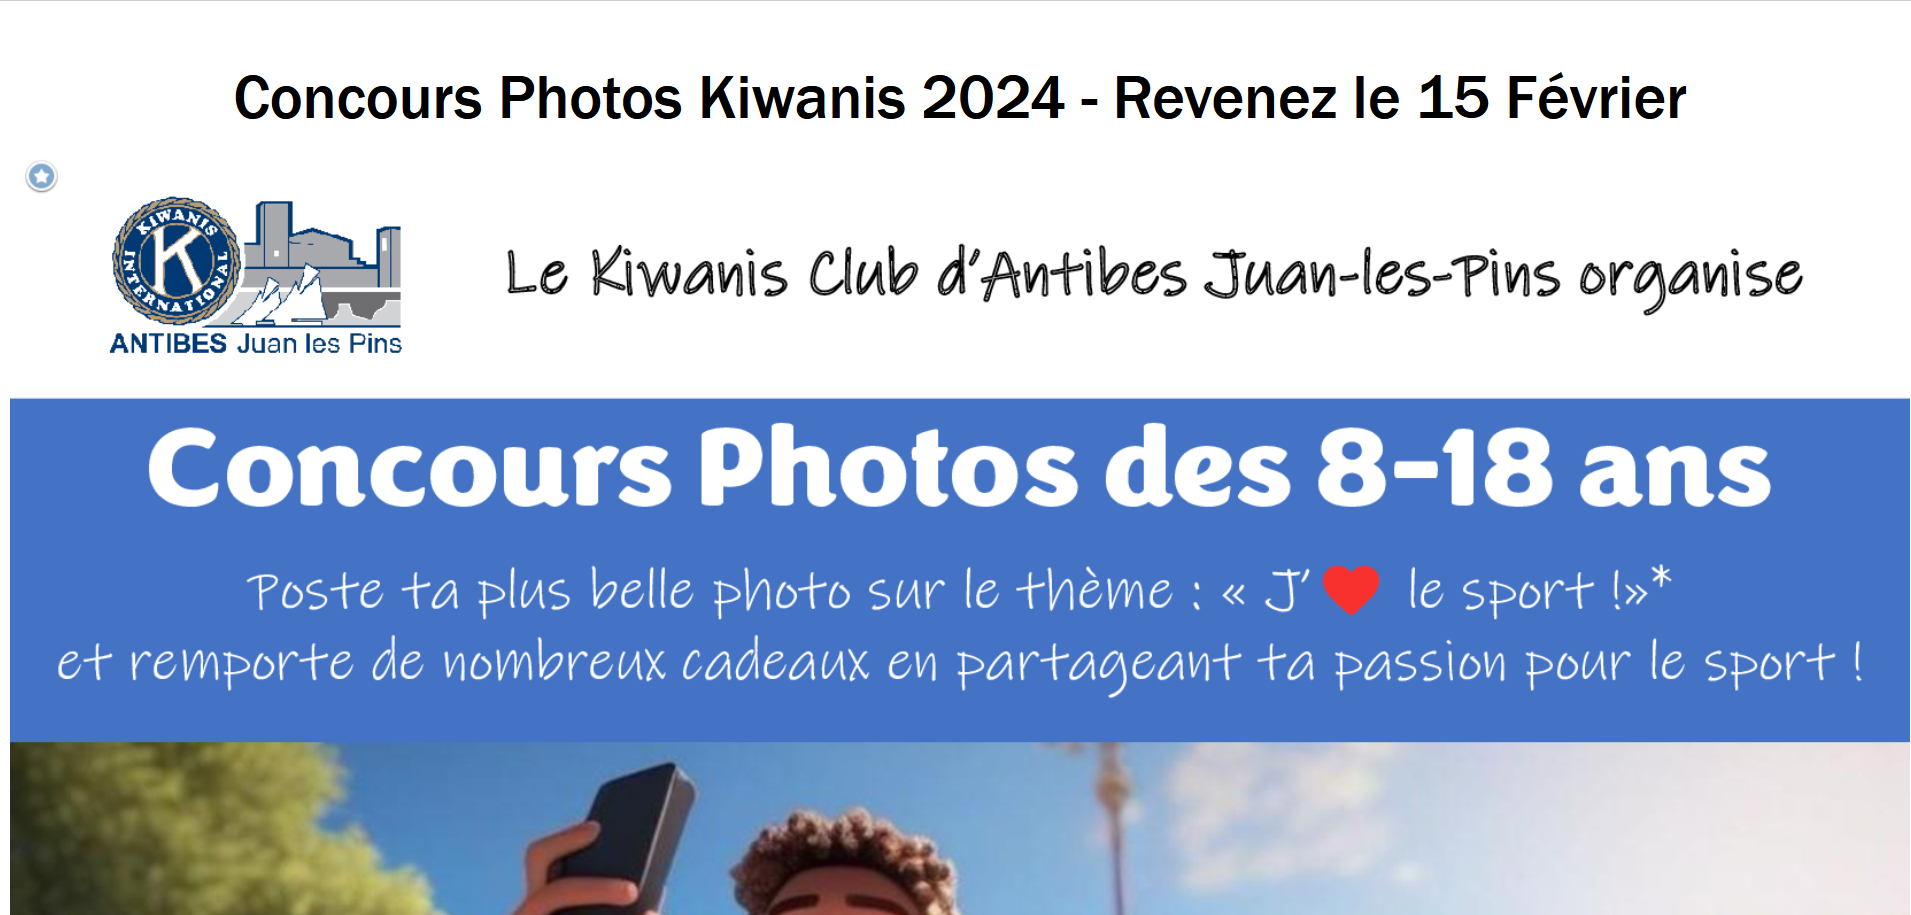 Concours Photos Kiwanis 2024 - Revenez le 15 Février
KIWANIS
K
INTERNATIONAL
ANTIBES Juan les Pins
Le Kiwanis Club d'Antibes Juan-les-Pins organise
Concours Photos des 8-18 ans
Poste ta plus belle photo sur le thème : « J'❤ le sport !»*
et remporte de nombreux cadeaux en partageant ta passion pour le sport !